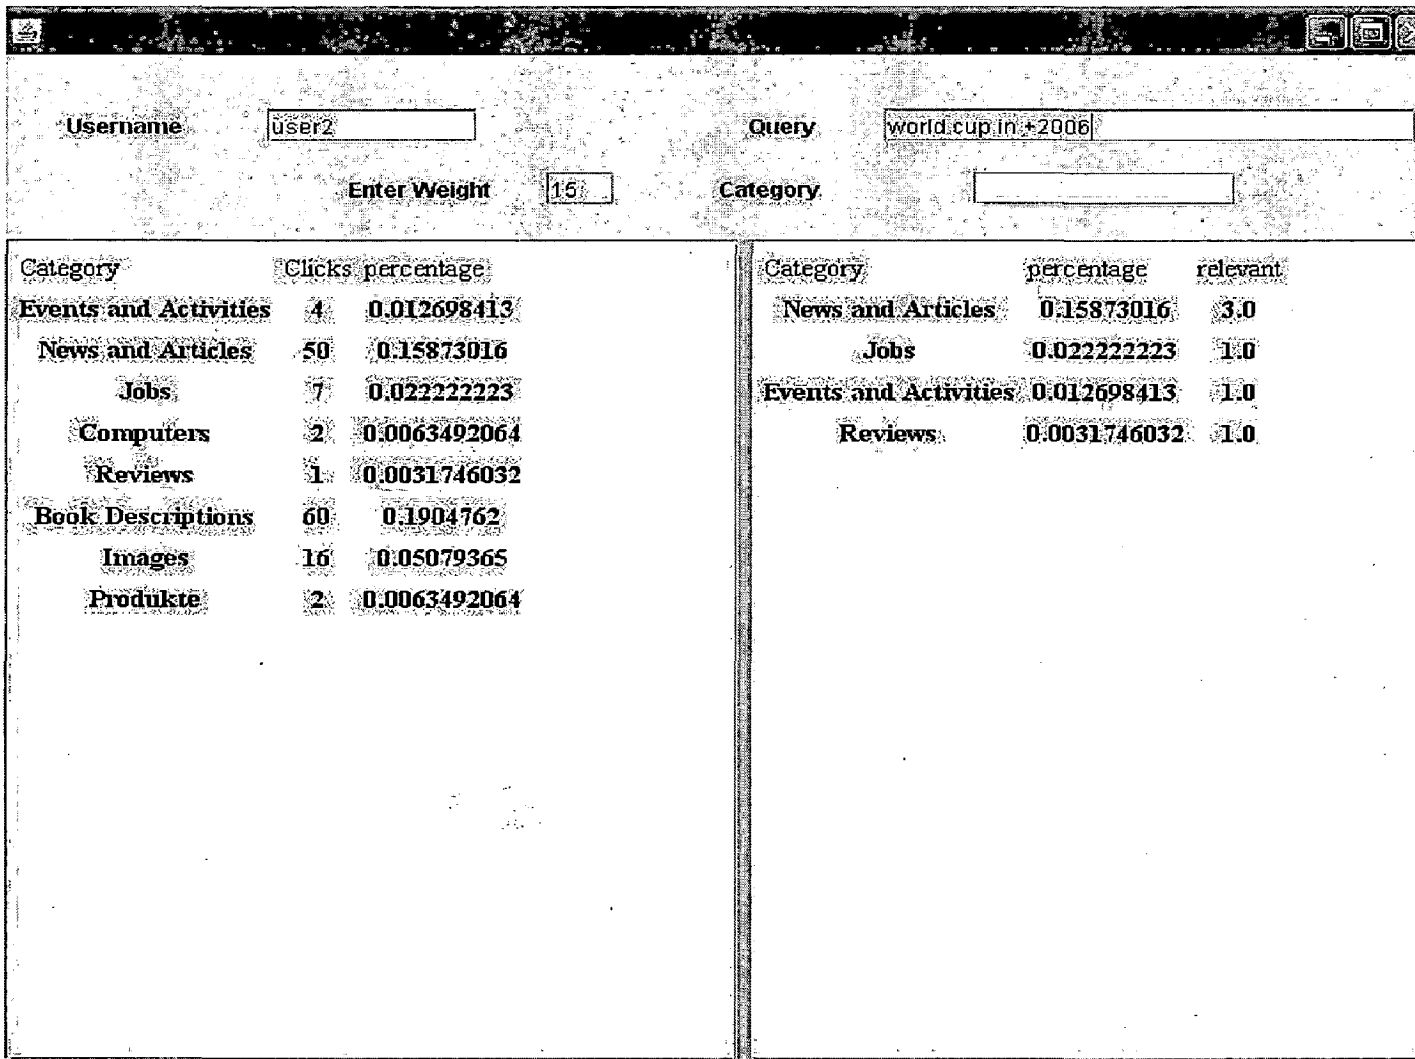 Username user2 Query world cup in +2006
Enter Weight 15 Category
Category Clicks percentage
Events and Activities 4 0.012698413
News and Articles 50 0.15873016
Jobs 7 0.022222223
Computers 2 0.0063492064
Reviews 1 0.0031746032
Book Descriptions 60 0.1904762
Images 16 0.05079365
Produkte 2 0.0063492064
Category percentage relevant
News and Articles 0.15873016 3.0
Jobs 0.022222223 1.0
Events and Activities 0.012698413 1.0
Reviews 0.0031746032 1.0